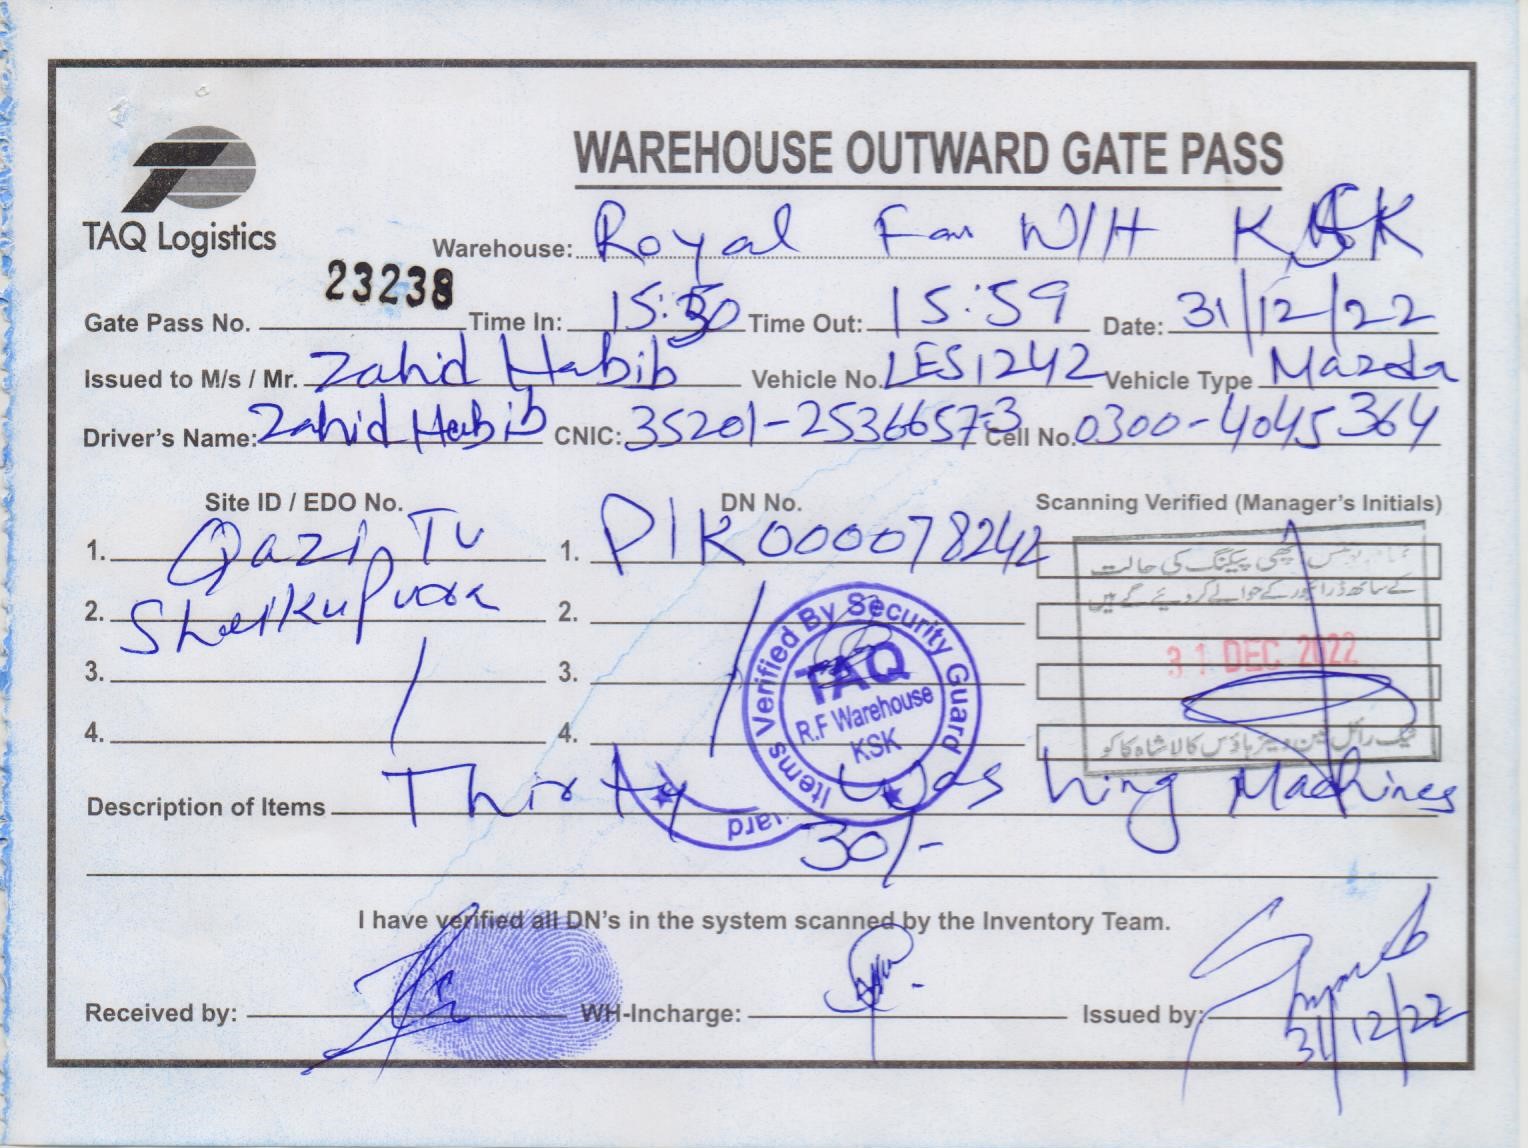 WAREHOUSE OUTWARD GATE PASS
TAQ Logistics
Warehouse: Royal Fan W/H KSK
23238
Gate Pass No. Time In: 15:50 Time Out: 15:59 Date: 31/12/22
Issued to M/s / Mr. Zahid Habib Vehicle No. LES1242 Vehicle Type Mazda
Driver's Name: Zahid Habib CNIC: 35201-2536657-3 Cell No. 0300-4045364
Site ID / EDO No. DN No. Scanning Verified (Manager's Initials)
1. Qazi Tv 1. PIK000078242
2. Sheikupura 2.
3. 3.
4. 4.
اچھی پیکنگ کی حالت
کے ساتھ ڈرائیور کے حوالے کر دیئے گئے ہیں
31 DEC 2022
ٹیک رائل فین ویئر ہاؤس کالا شاہ کاکو
Items Verified By Security Guard
TAQ
R.F Warehouse
KSK
Description of Items Thirty Washing Machines
uard
30/-
I have verified all DN's in the system scanned by the Inventory Team.
Received by: WH-Incharge: Issued by:
31/12/22